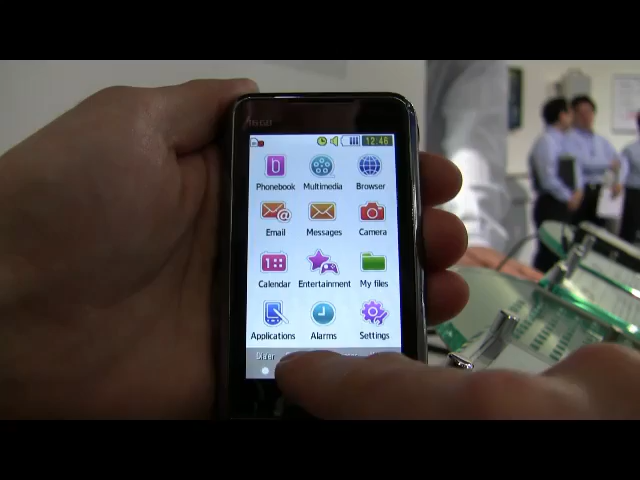 12:46
Phonebook Multimedia Browser
Email Messages Camera
Calendar Entertainment My files
Applications Alarms Settings